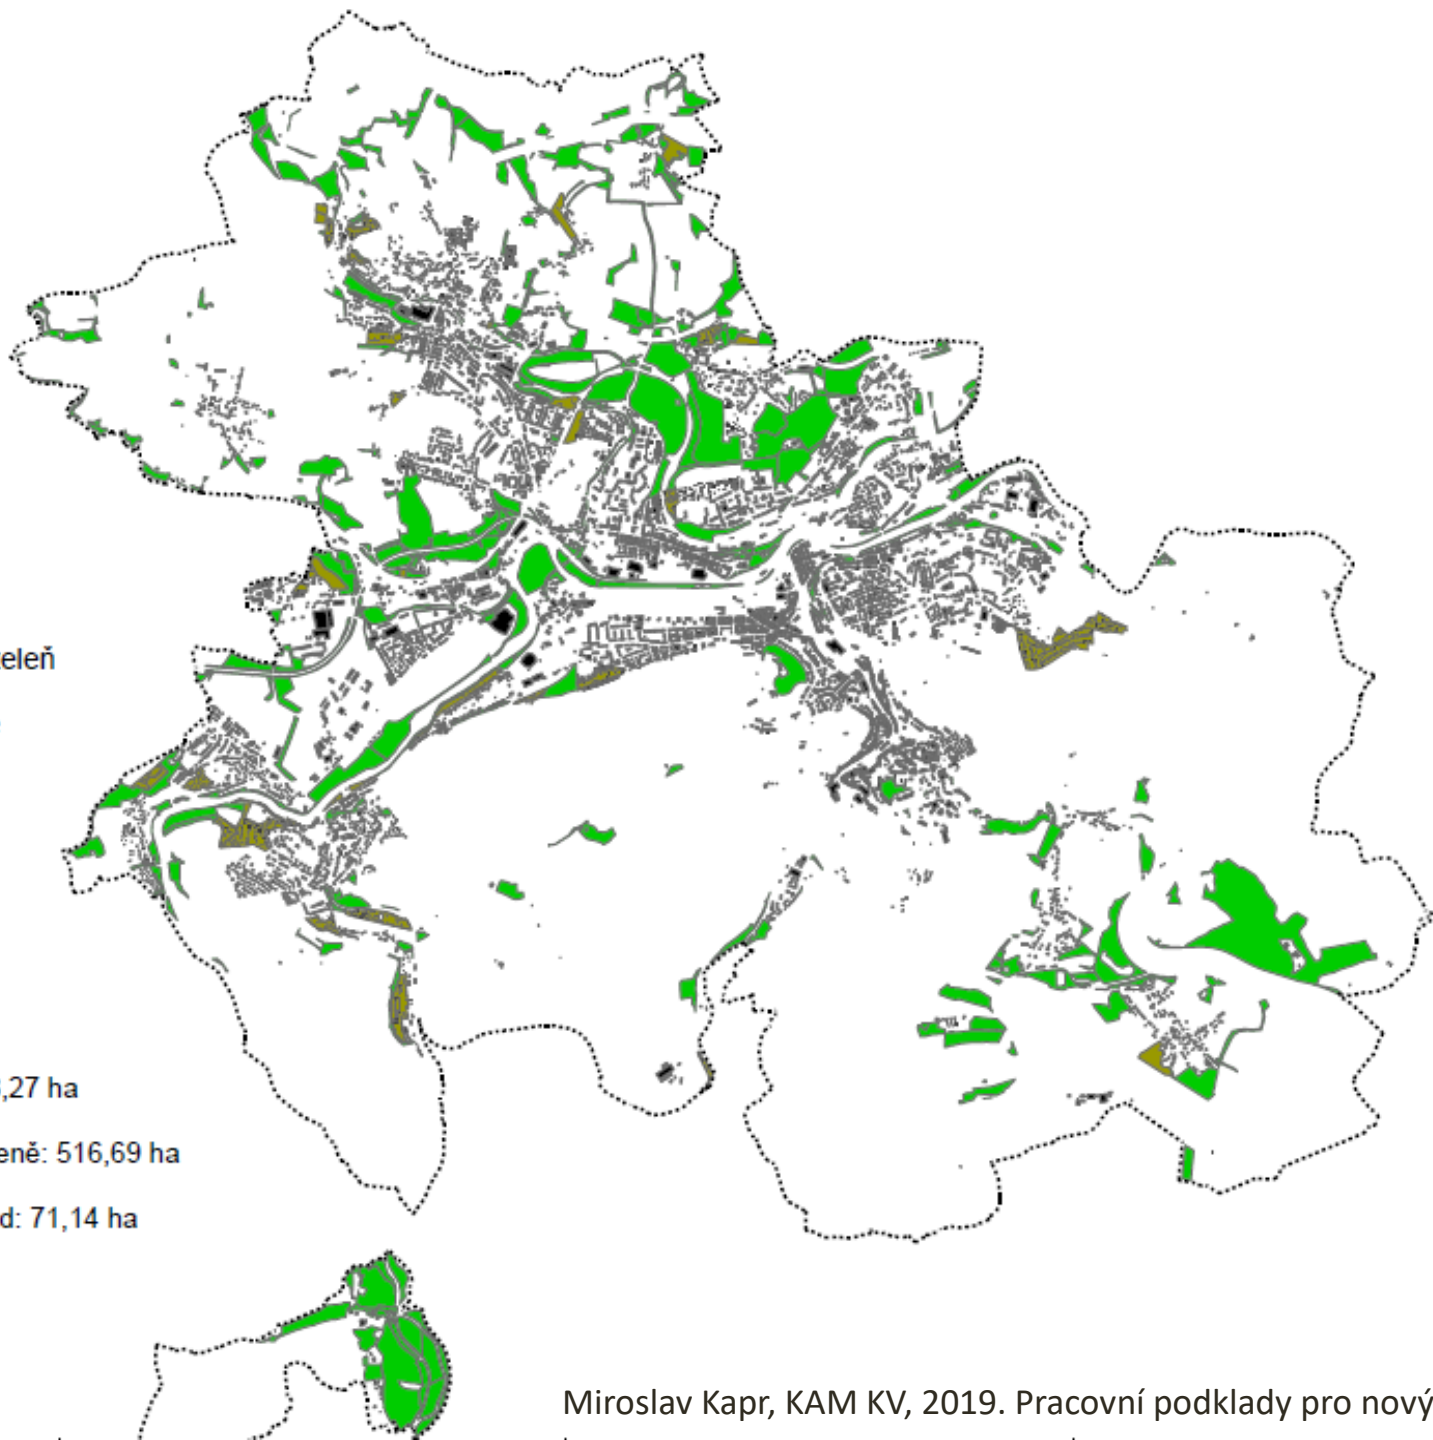 eleň
,27 ha
eně: 516,69 ha
d: 71,14 ha
Miroslav Kapr, KAM KV, 2019. Pracovní podklady pro nový